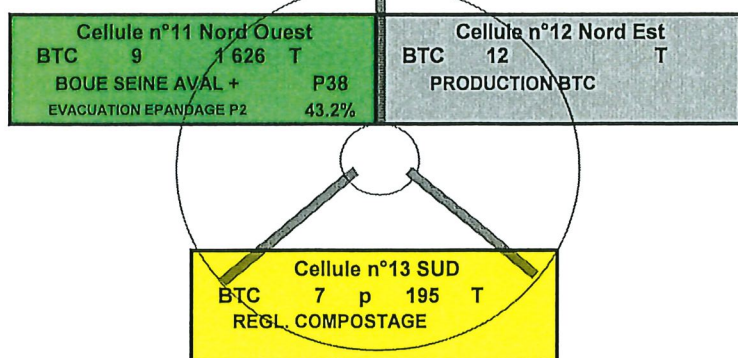 Cellule n°11 Nord Ouest
BTC 9 1 626 T
BOUE SEINE AVAL + P38
EVACUATION EPANDAGE P2 43.2%
Cellule n°12 Nord Est
BTC 12 T
PRODUCTION BTC
Cellule n°13 SUD
BTC 7 p 195 T
REGL. COMPOSTAGE